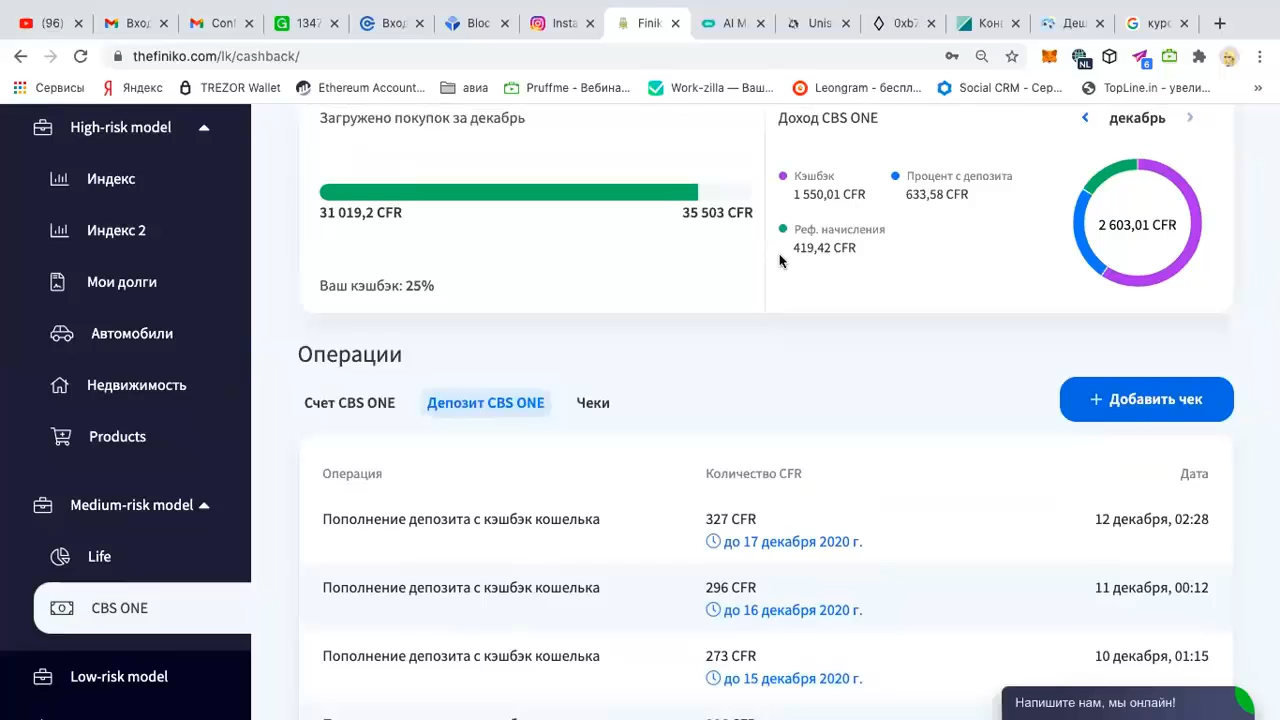 (96)
Вход
Conf
1347
Вход
Bloc
Insta
Finik
AI M
Unis
0xb7
Конв
Деш
курс
thefiniko.com/lk/cashback/
NL
6
Сервисы
Яндекс
TREZOR Wallet
Ethereum Account...
авиа
Pruffme - Вебина...
Work-zilla — Ваш...
Leongram - беспл...
Social CRM - Сер...
TopLine.in - увели...
»
High-risk model
Индекс
Индекс 2
Мои долги
Автомобили
Недвижимость
Products
Medium-risk model
Life
CBS ONE
Low-risk model
Загружено покупок за декабрь
31 019,2 CFR
35 503 CFR
Ваш кэшбэк: 25%
Доход CBS ONE
декабрь
Кэшбэк
1 550,01 CFR
Процент с депозита
633,58 CFR
Реф. начисления
419,42 CFR
2 603,01 CFR
Операции
Счет CBS ONE
Депозит CBS ONE
Чеки
+ Добавить чек
Операция
Количество CFR
Дата
Пополнение депозита с кэшбэк кошелька
327 CFR
до 17 декабря 2020 г.
12 декабря, 02:28
Пополнение депозита с кэшбэк кошелька
296 CFR
до 16 декабря 2020 г.
11 декабря, 00:12
Пополнение депозита с кэшбэк кошелька
273 CFR
до 15 декабря 2020 г.
10 декабря, 01:15
Напишите нам, мы онлайн!